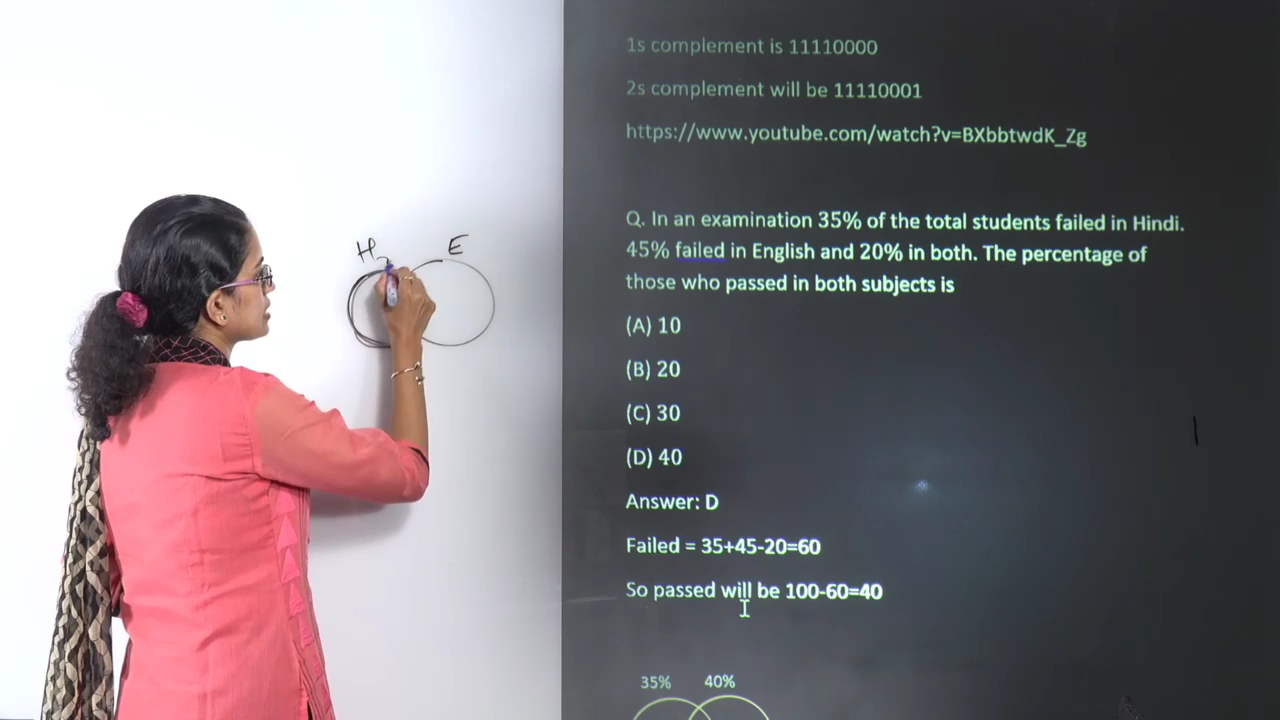 H E
1s complement is 11110000
2s complement will be 11110001
https://www.youtube.com/watch?v=BXbbtwdK_Zg
Q. In an examination 35% of the total students failed in Hindi.
45% failed in English and 20% in both. The percentage of
those who passed in both subjects is
(A) 10
(B) 20
(C) 30
(D) 40
Answer: D
Failed = 35+45-20=60
So passed will be 100-60=40
35% 40%